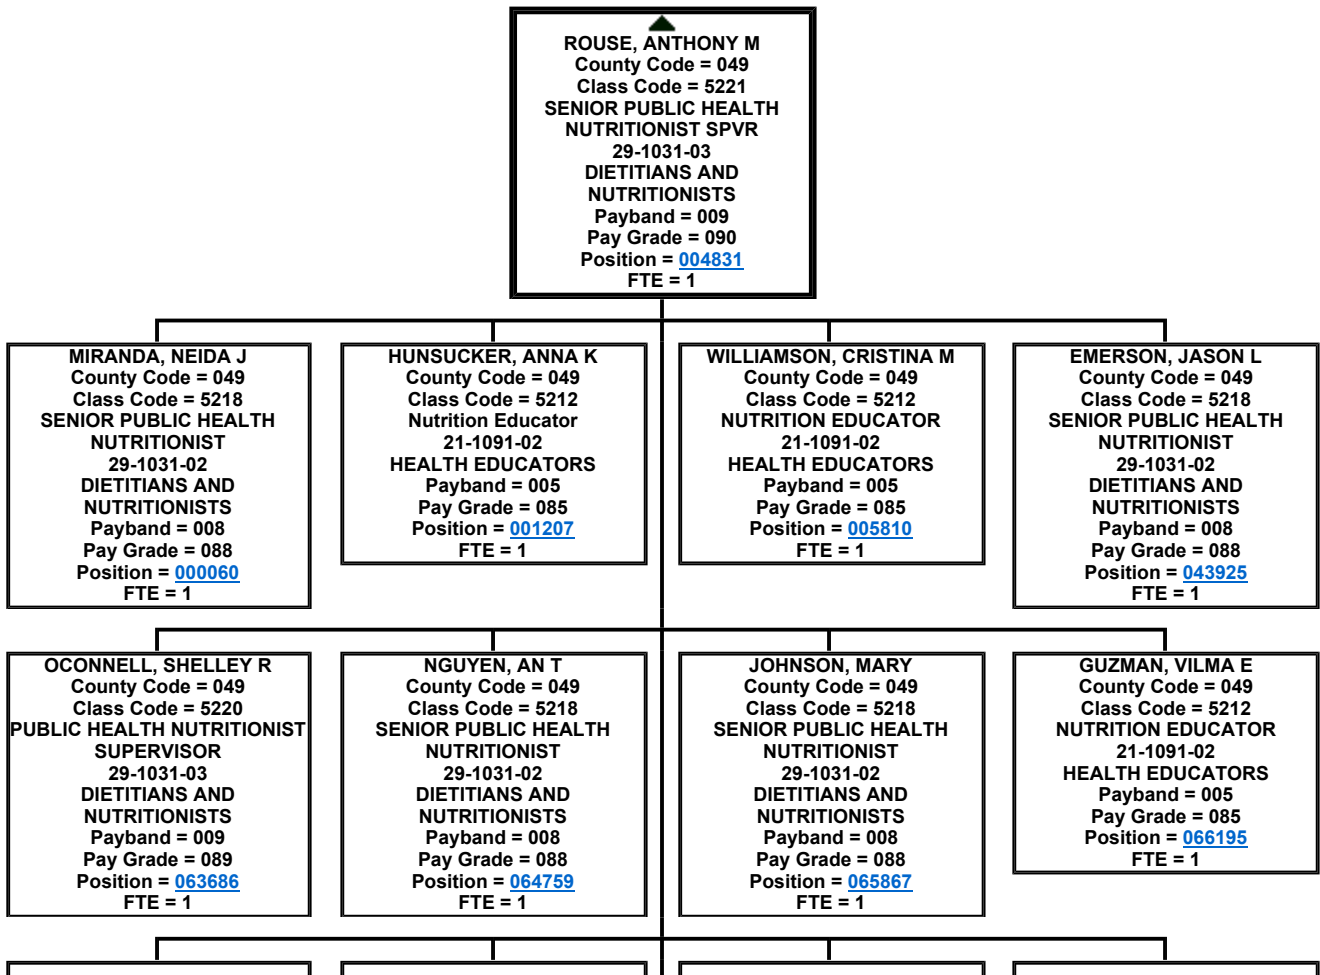 ROUSE, ANTHONY M
County Code = 049
Class Code = 5221
SENIOR PUBLIC HEALTH
NUTRITIONIST SPVR
29-1031-03
DIETITIANS AND
NUTRITIONISTS
Payband = 009
Pay Grade = 090
Position = 004831
FTE = 1
MIRANDA, NEIDA J
County Code = 049
Class Code = 5218
SENIOR PUBLIC HEALTH
NUTRITIONIST
29-1031-02
DIETITIANS AND
NUTRITIONISTS
Payband = 008
Pay Grade = 088
Position = 000060
FTE = 1
HUNSUCKER, ANNA K
County Code = 049
Class Code = 5212
Nutrition Educator
21-1091-02
HEALTH EDUCATORS
Payband = 005
Pay Grade = 085
Position = 001207
FTE = 1
WILLIAMSON, CRISTINA M
County Code = 049
Class Code = 5212
NUTRITION EDUCATOR
21-1091-02
HEALTH EDUCATORS
Payband = 005
Pay Grade = 085
Position = 005810
FTE = 1
EMERSON, JASON L
County Code = 049
Class Code = 5218
SENIOR PUBLIC HEALTH
NUTRITIONIST
29-1031-02
DIETITIANS AND
NUTRITIONISTS
Payband = 008
Pay Grade = 088
Position = 043925
FTE = 1
OCONNELL, SHELLEY R
County Code = 049
Class Code = 5220
PUBLIC HEALTH NUTRITIONIST
SUPERVISOR
29-1031-03
DIETITIANS AND
NUTRITIONISTS
Payband = 009
Pay Grade = 089
Position = 063686
FTE = 1
NGUYEN, AN T
County Code = 049
Class Code = 5218
SENIOR PUBLIC HEALTH
NUTRITIONIST
29-1031-02
DIETITIANS AND
NUTRITIONISTS
Payband = 008
Pay Grade = 088
Position = 064759
FTE = 1
JOHNSON, MARY
County Code = 049
Class Code = 5218
SENIOR PUBLIC HEALTH
NUTRITIONIST
29-1031-02
DIETITIANS AND
NUTRITIONISTS
Payband = 008
Pay Grade = 088
Position = 065867
FTE = 1
GUZMAN, VILMA E
County Code = 049
Class Code = 5212
NUTRITION EDUCATOR
21-1091-02
HEALTH EDUCATORS
Payband = 005
Pay Grade = 085
Position = 066195
FTE = 1